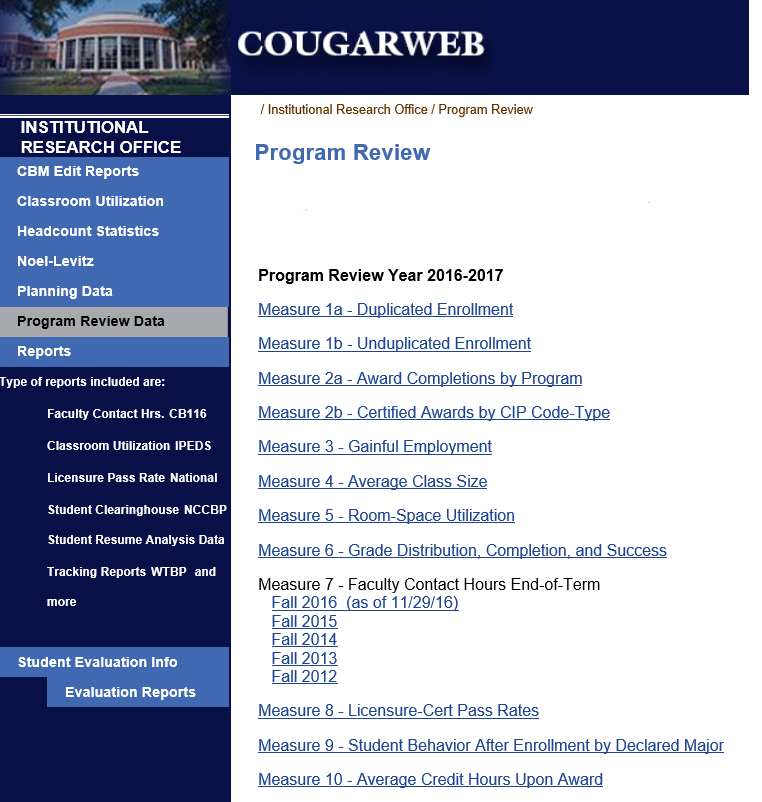 COUGARWEB
/ Institutional Research Office / Program Review
INSTITUTIONAL
RESEARCH OFFICE
CBM Edit Reports
Classroom Utilization
Headcount Statistics
Noel-Levitz
Planning Data
Program Review Data
Reports
Type of reports included are:
Faculty Contact Hrs. CB116
Classroom Utilization IPEDS
Licensure Pass Rate National
Student Clearinghouse NCCBP
Student Resume Analysis Data
Tracking Reports WTBP and
more
Student Evaluation Info
Evaluation Reports
Program Review
Program Review Year 2016-2017
Measure 1a - Duplicated Enrollment
Measure 1b - Unduplicated Enrollment
Measure 2a - Award Completions by Program
Measure 2b - Certified Awards by CIP Code-Type
Measure 3 - Gainful Employment
Measure 4 - Average Class Size
Measure 5 - Room-Space Utilization
Measure 6 - Grade Distribution, Completion, and Success
Measure 7 - Faculty Contact Hours End-of-Term
Fall 2016 (as of 11/29/16)
Fall 2015
Fall 2014
Fall 2013
Fall 2012
Measure 8 - Licensure-Cert Pass Rates
Measure 9 - Student Behavior After Enrollment by Declared Major
Measure 10 - Average Credit Hours Upon Award